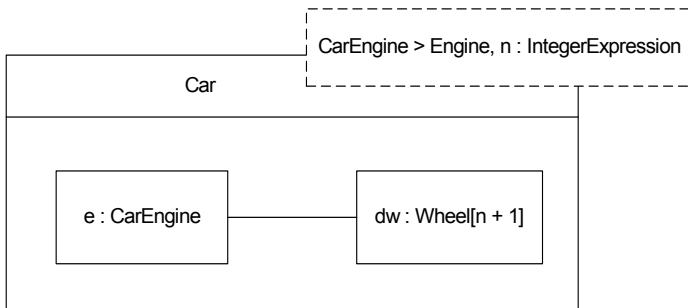 CarEngine > Engine, n : IntegerExpression
Car
e : CarEngine
dw : Wheel[n + 1]